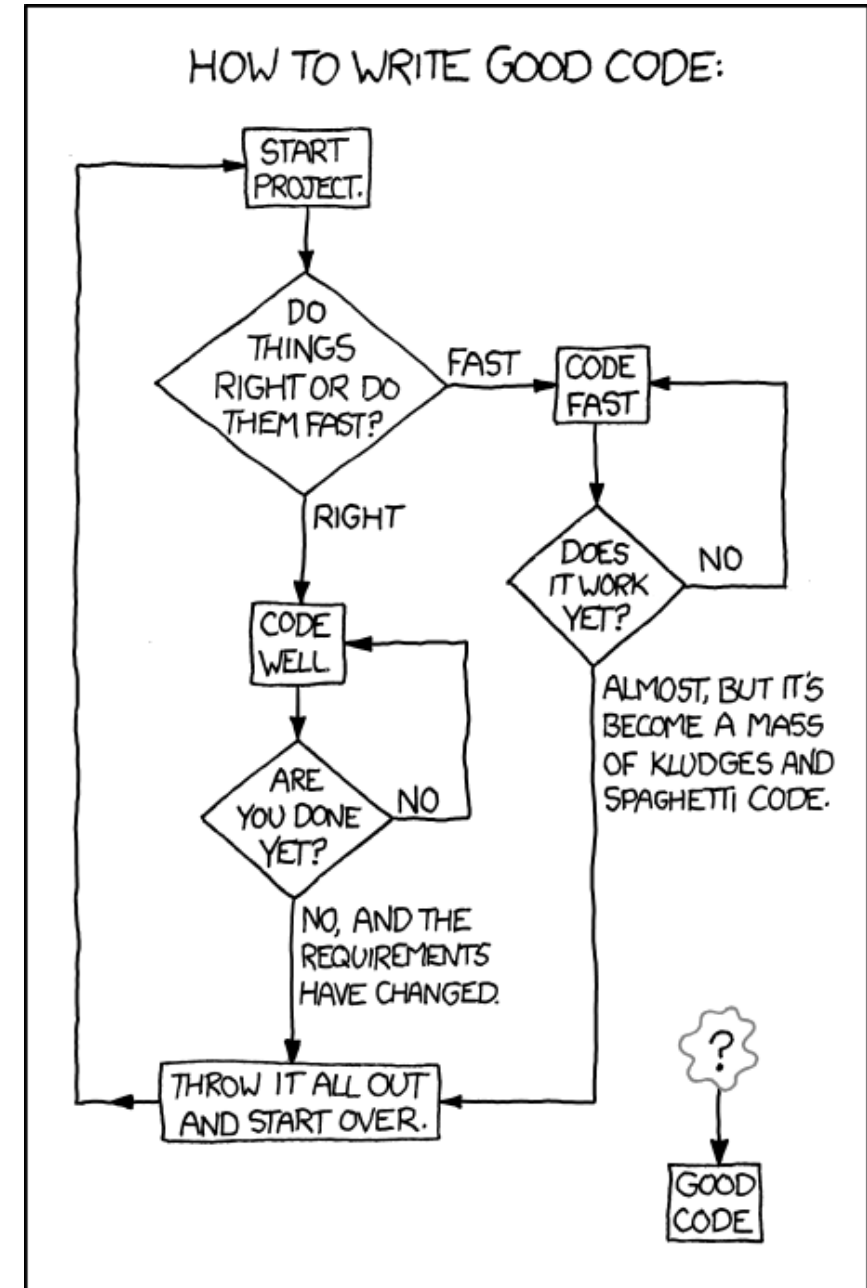 HOW TO WRITE GOOD CODE:
START
PROJECT.
DO
THINGS
RIGHT OR DO
THEM FAST?
FAST
CODE
FAST
RIGHT
DOES
IT WORK
YET?
NO
CODE
WELL.
ALMOST, BUT IT'S
BECOME A MASS
OF KLUDGES AND
SPAGHETTI CODE.
ARE
YOU DONE
YET?
NO
NO, AND THE
REQUIREMENTS
HAVE CHANGED.
THROW IT ALL OUT
AND START OVER.
?
GOOD
CODE